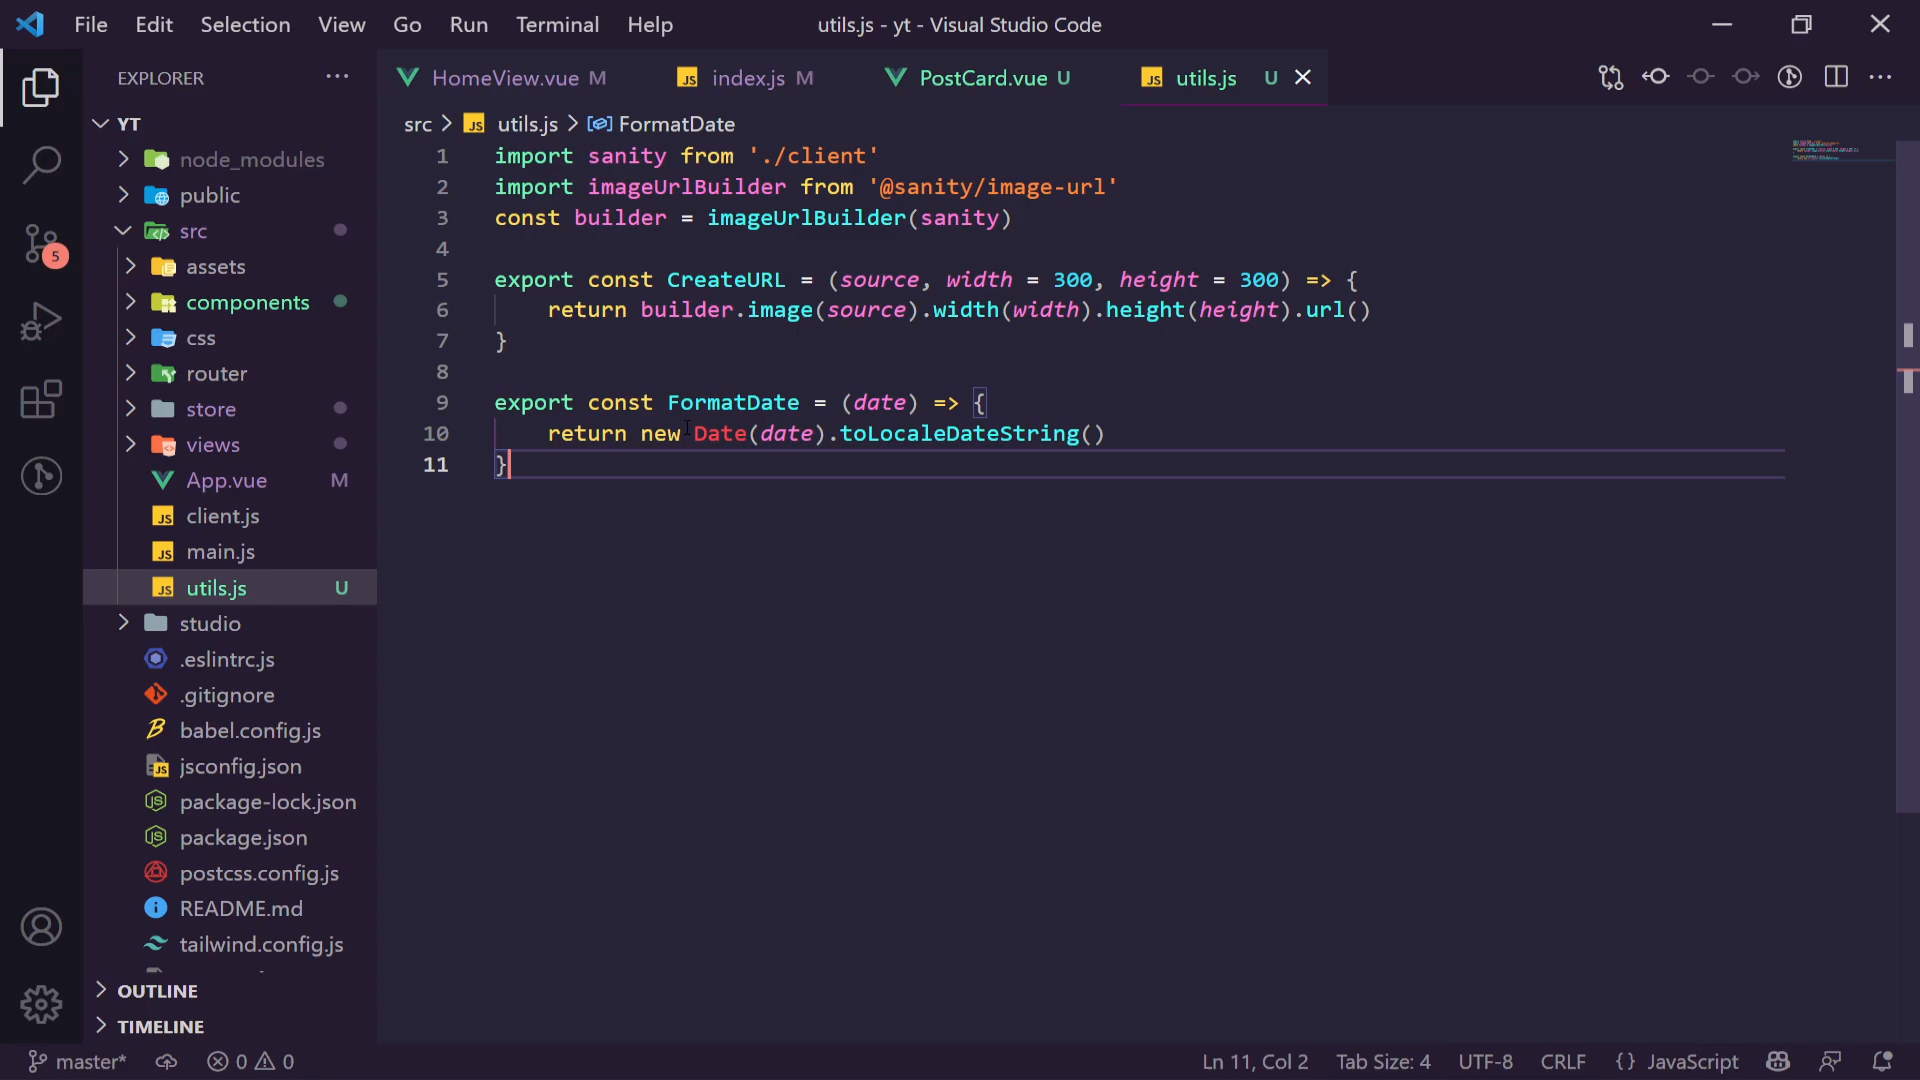 File Edit Selection View Go Run Terminal Help
utils.js - yt - Visual Studio Code
EXPLORER
YT
node_modules
public
src
assets
components
css
router
store
views
App.vue M
client.js
main.js
utils.js U
studio
.eslintrc.js
.gitignore
babel.config.js
jsconfig.json
package-lock.json
package.json
postcss.config.js
README.md
tailwind.config.js
OUTLINE
TIMELINE
5
HomeView.vue M
JS index.js M
PostCard.vue U
JS utils.js U
src > JS utils.js > FormatDate
1 import sanity from './client'
2 import imageUrlBuilder from '@sanity/image-url'
3 const builder = imageUrlBuilder(sanity)
4
5 export const CreateURL = (source, width = 300, height = 300) => {
6 return builder.image(source).width(width).height(height).url()
7 }
8
9 export const FormatDate = (date) => {
10 return new Date(date).toLocaleDateString()
11 }
master* 0 0
Ln 11, Col 2 Tab Size: 4 UTF-8 CRLF {} JavaScript